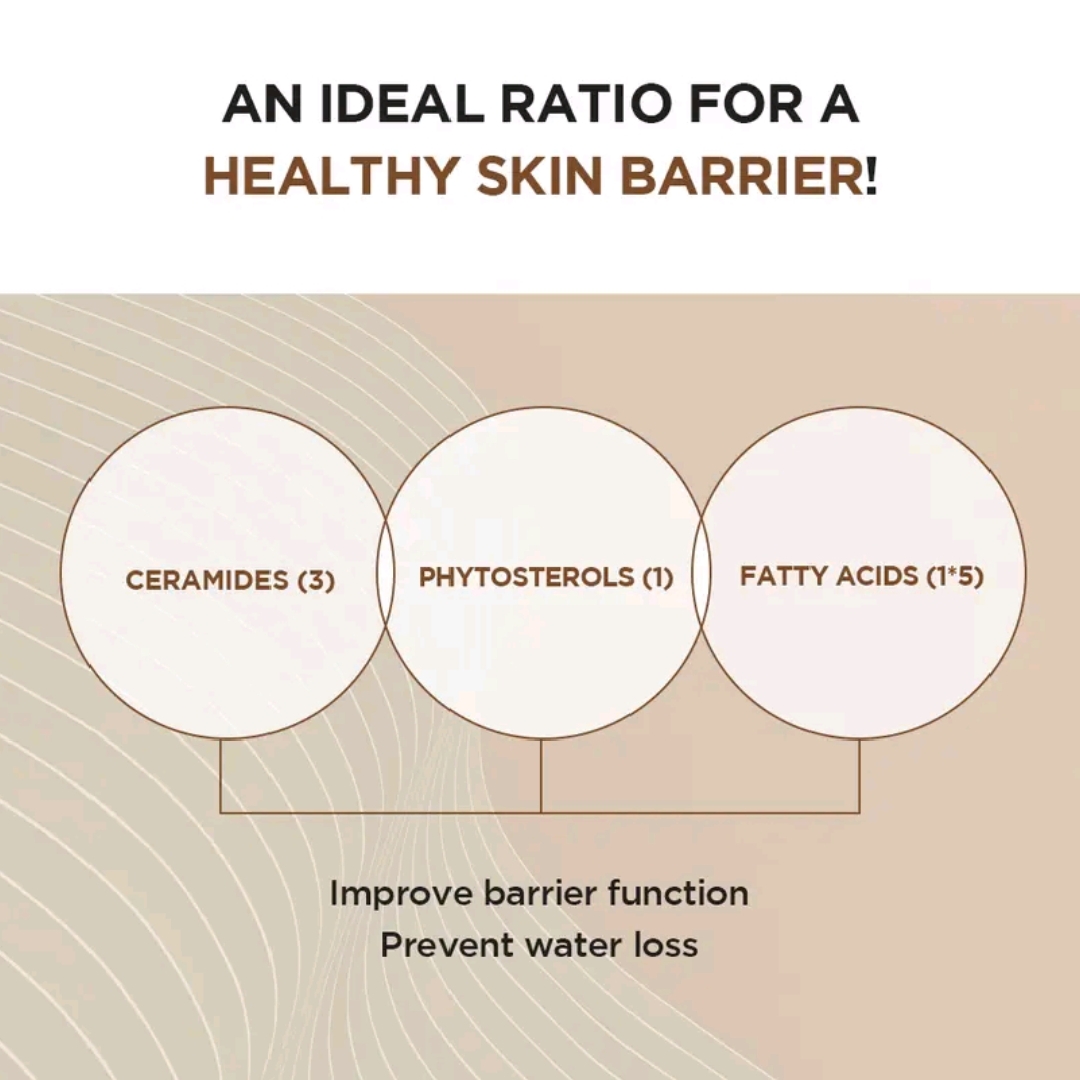 AN IDEAL RATIO FOR A
HEALTHY SKIN BARRIER!
CERAMIDES (3)
PHYTOSTEROLS (1)
FATTY ACIDS (1*5)
Improve barrier function
Prevent water loss